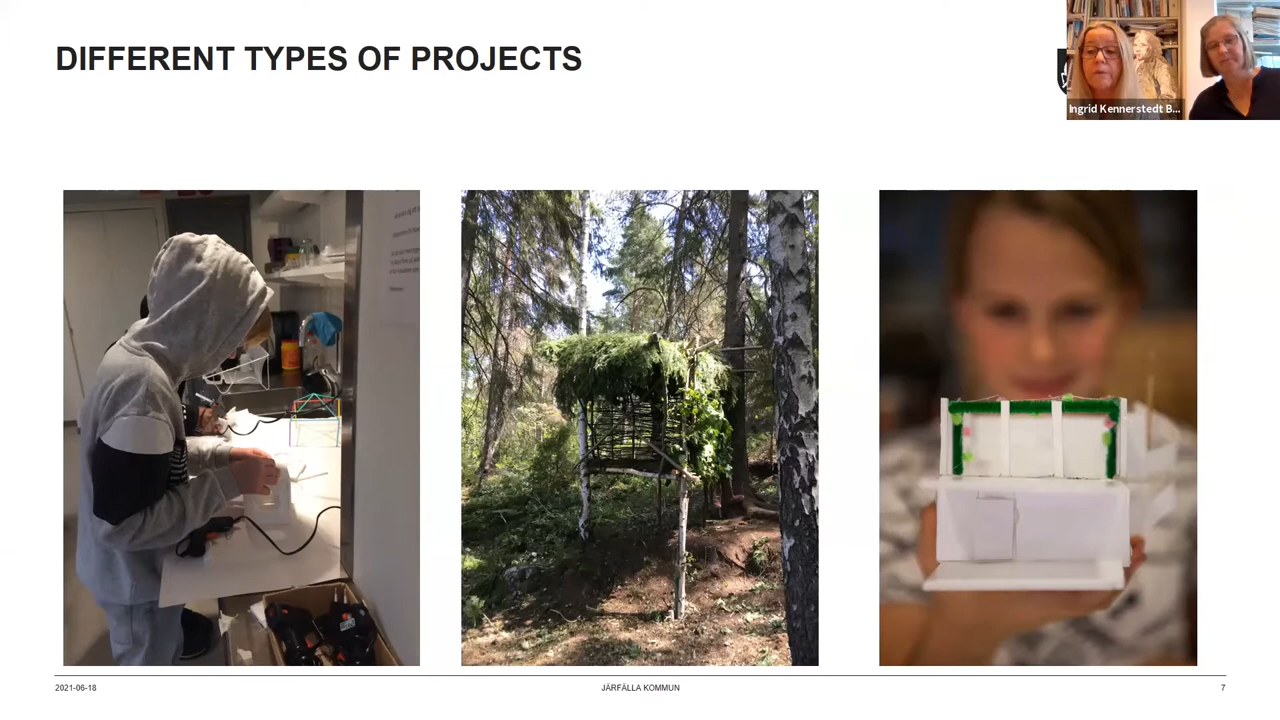 DIFFERENT TYPES OF PROJECTS
Ingrid Kennerstedt B...
2021-06-18
JÄRFÄLLA KOMMUN
7